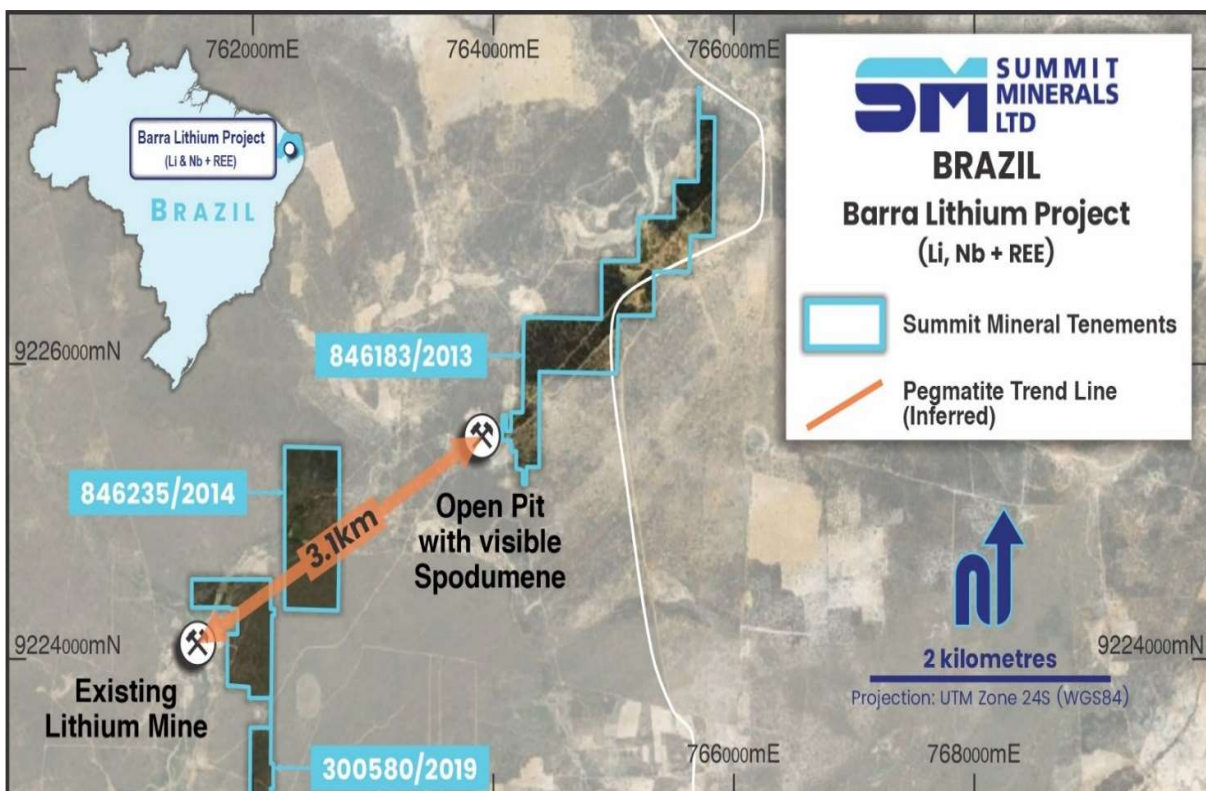 762000mE
764000mE
766000mE
Barra Lithium Project
(Li & Nb + REE)
BRAZIL
SM SUMMIT
MINERALS
LTD
BRAZIL
Barra Lithium Project
(Li, Nb + REE)
Summit Mineral Tenements
Pegmatite Trend Line
(Inferred)
9226000mN
846183/2013
846235/2014
3.1km
Open Pit
with visible
Spodumene
9224000mN
Existing
Lithium Mine
300580/2019
N
2 kilometres
Projection: UTM Zone 24S (WGS84)
9224000mN
766000mE
768000mE